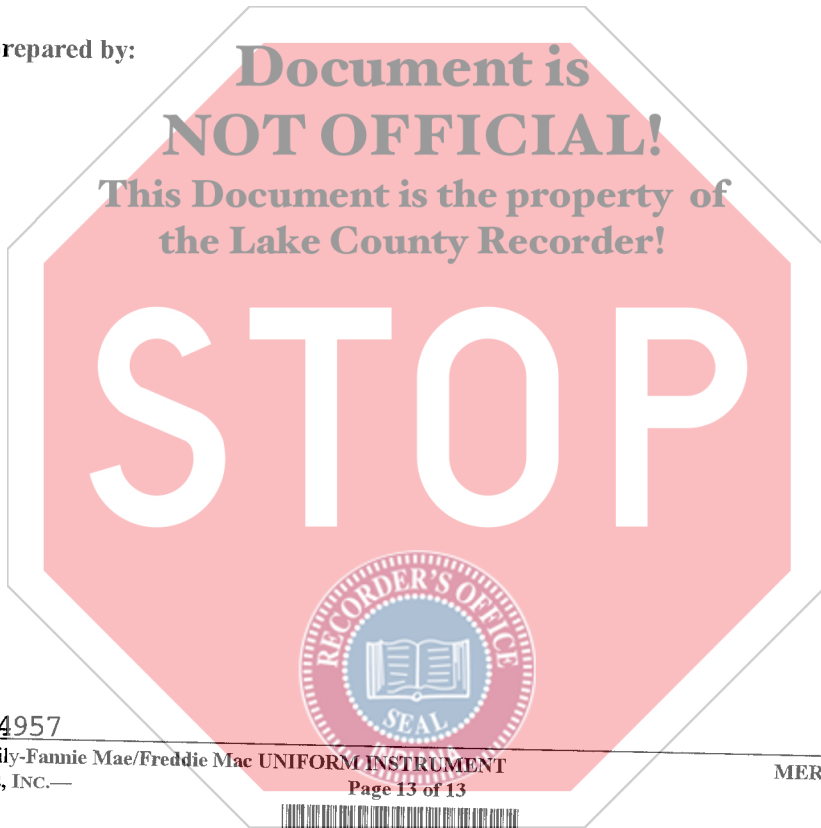 repared by:
Document is
NOT OFFICIAL!
This Document is the property of
the Lake County Recorder!
STOP
RECORDER'S OFFICE
SEAL
INDIANA
4957
ily-Fannie Mae/Freddie Mac UNIFORM INSTRUMENT
MER
, INC.—
Page 13 of 13